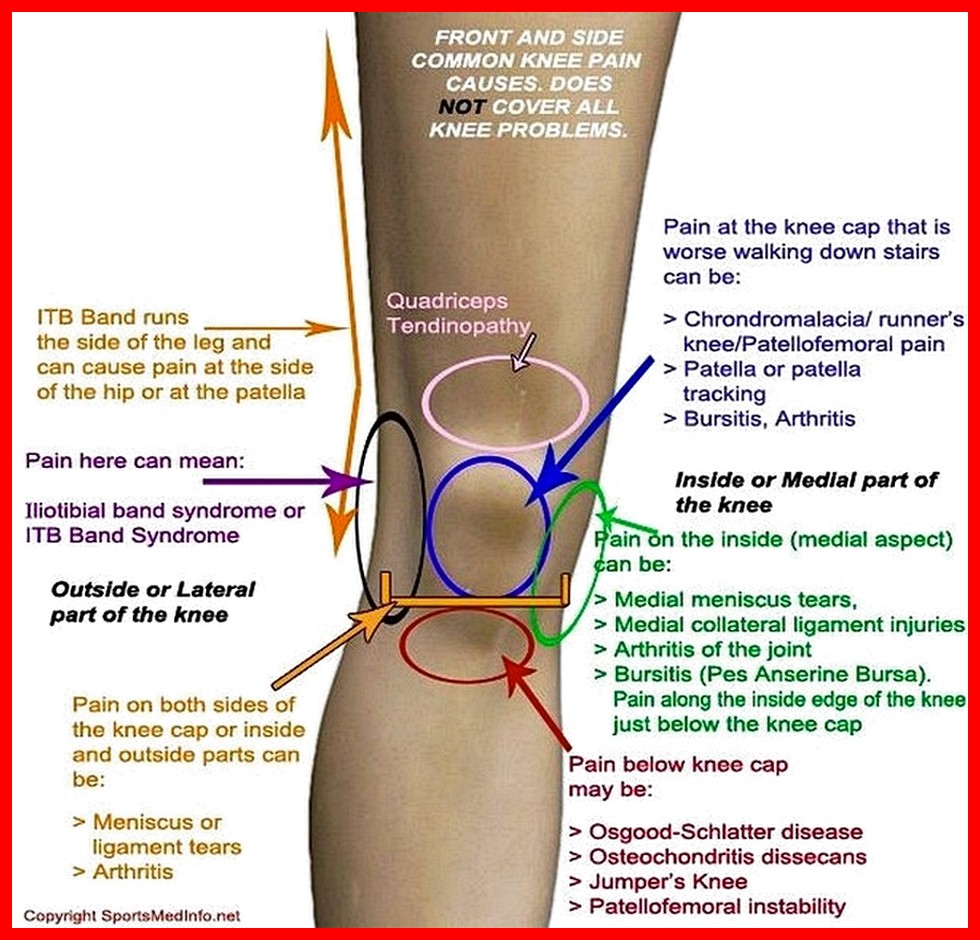 FRONT AND SIDE
COMMON KNEE PAIN
CAUSES. DOES
NOT COVER ALL
KNEE PROBLEMS.
Pain at the knee cap that is
worse walking down stairs
can be:
> Chrondromalacia/ runner's
knee/Patellofemoral pain
> Patella or patella
tracking
> Bursitis, Arthritis
Quadriceps
Tendinopathy
ITB Band runs
the side of the leg and
can cause pain at the side
of the hip or at the patella
Pain here can mean:
Iliotibial band syndrome or
ITB Band Syndrome
Outside or Lateral
part of the knee
Inside or Medial part of
the knee
Pain on the inside (medial aspect)
can be:
> Medial meniscus tears,
> Medial collateral ligament injuries
> Arthritis of the joint
> Bursitis (Pes Anserine Bursa).
Pain along the inside edge of the knee
just below the knee cap
Pain on both sides of
the knee cap or inside
and outside parts can
be:
> Meniscus or
ligament tears
> Arthritis
Pain below knee cap
may be:
> Osgood-Schlatter disease
> Osteochondritis dissecans
> Jumper's Knee
> Patellofemoral instability
Copyright SportsMedInfo.net